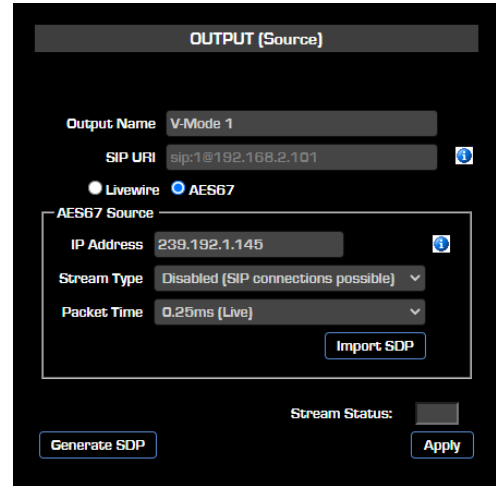 OUTPUT (Source)
Output Name V-Mode 1
SIP URI sip:1@192.168.2.101
Livewire AES67
AES67 Source
IP Address 239.192.1.145
Stream Type Disabled (SIP connections possible)
Packet Time 0.25ms (Live)
Import SDP
Stream Status:
Generate SDP Apply